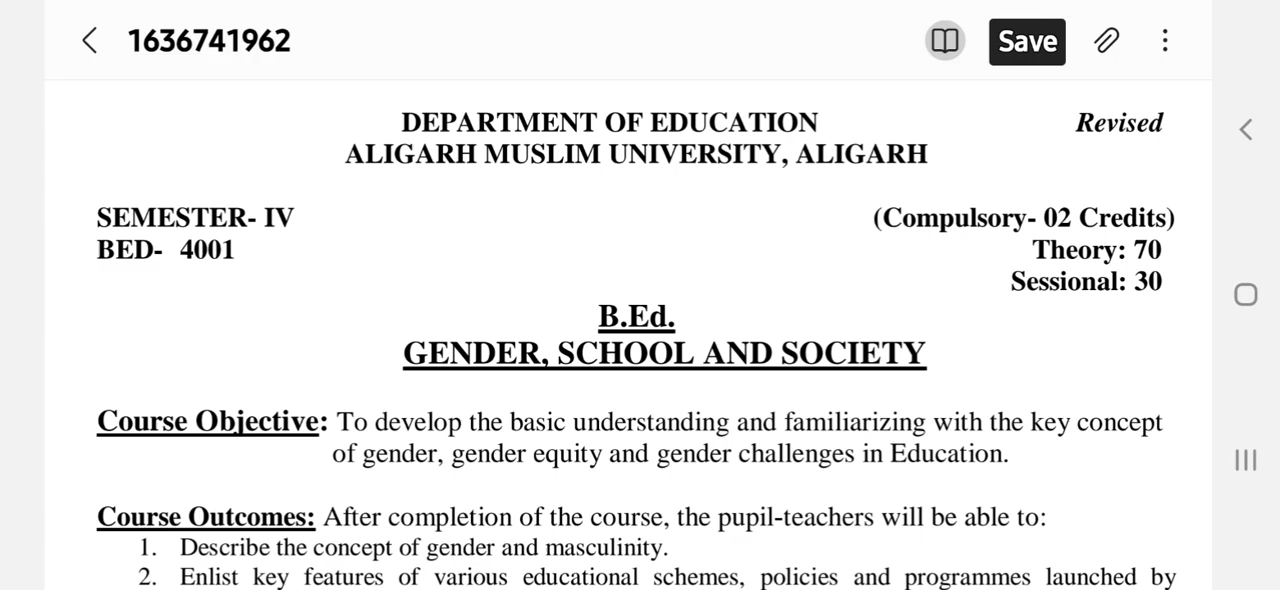 1636741962
Save
DEPARTMENT OF EDUCATION
Revised
ALIGARH MUSLIM UNIVERSITY, ALIGARH
SEMESTER- IV
(Compulsory- 02 Credits)
BED- 4001
Theory: 70
Sessional: 30
B.Ed.
GENDER, SCHOOL AND SOCIETY
Course Objective: To develop the basic understanding and familiarizing with the key concept
of gender, gender equity and gender challenges in Education.
Course Outcomes: After completion of the course, the pupil-teachers will be able to:
1. Describe the concept of gender and masculinity.
2. Enlist key features of various educational schemes, policies and programmes launched by